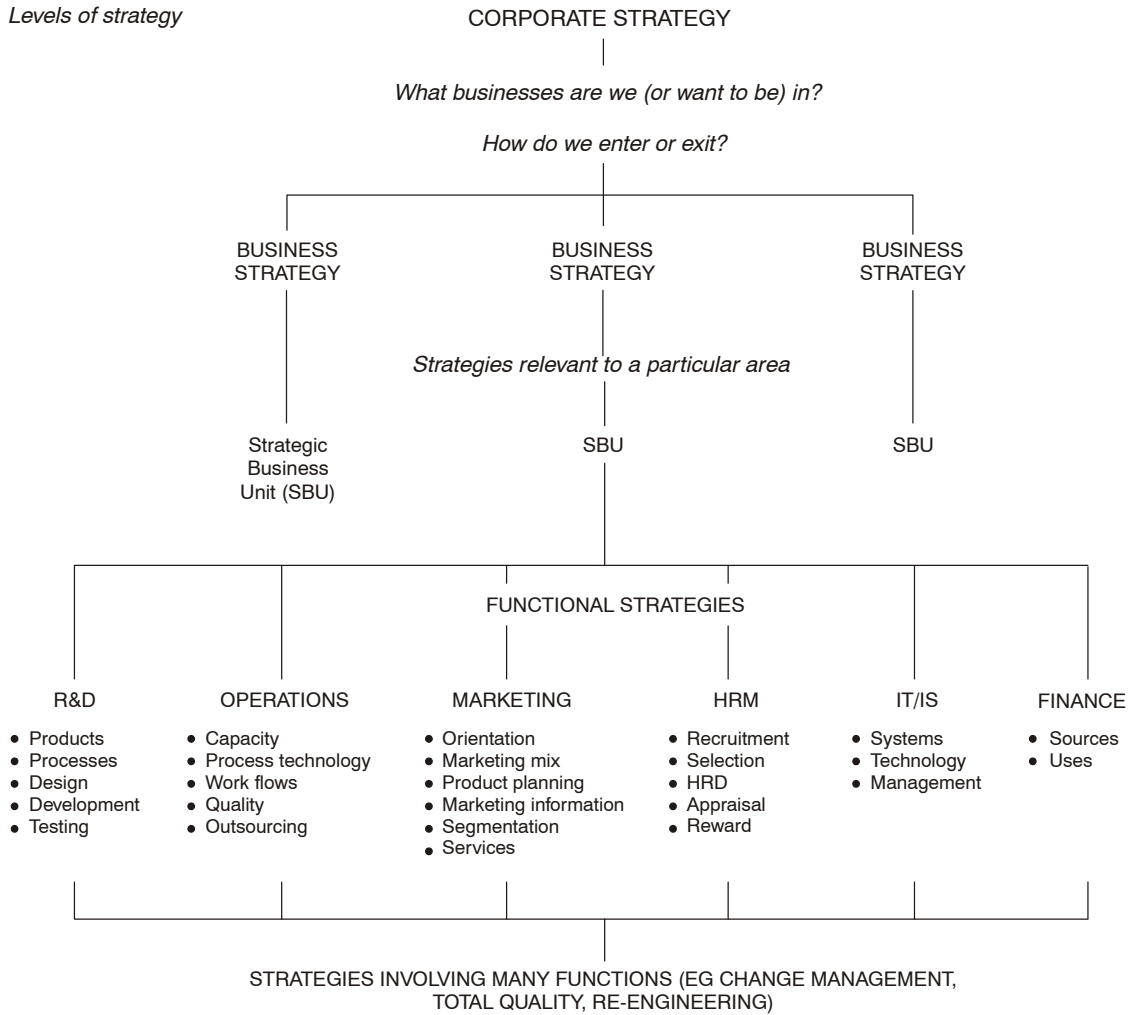 Levels of strategy
CORPORATE STRATEGY
What businesses are we (or want to be) in?
How do we enter or exit?
BUSINESS
STRATEGY
BUSINESS
STRATEGY
BUSINESS
STRATEGY
Strategies relevant to a particular area
Strategic
Business
Unit (SBU)
SBU
SBU
FUNCTIONAL STRATEGIES
R&D
• Products
• Processes
• Design
• Development
• Testing
OPERATIONS
• Capacity
• Process technology
• Work flows
• Quality
• Outsourcing
MARKETING
• Orientation
• Marketing mix
• Product planning
• Marketing information
• Segmentation
• Services
HRM
• Recruitment
• Selection
• HRD
• Appraisal
• Reward
IT/IS
• Systems
• Technology
• Management
FINANCE
• Sources
• Uses
STRATEGIES INVOLVING MANY FUNCTIONS (EG CHANGE MANAGEMENT,
TOTAL QUALITY, RE-ENGINEERING)